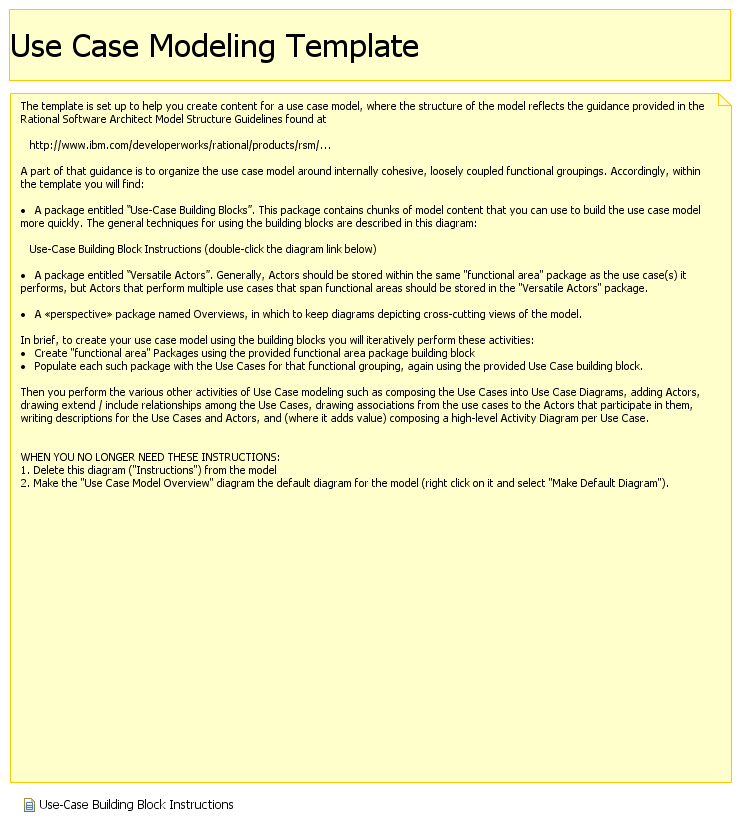 Use Case Modeling Template
The template is set up to help you create content for a use case model, where the structure of the model reflects the guidance provided in the
Rational Software Architect Model Structure Guidelines found at
http://www.ibm.com/developerworks/rational/products/rsm/...
A part of that guidance is to organize the use case model around internally cohesive, loosely coupled functional groupings. Accordingly, within
the template you will find:
• A package entitled "Use-Case Building Blocks". This package contains chunks of model content that you can use to build the use case model
more quickly. The general techniques for using the building blocks are described in this diagram:
Use-Case Building Block Instructions (double-click the diagram link below)
• A package entitled "Versatile Actors". Generally, Actors should be stored within the same "functional area" package as the use case(s) it
performs, but Actors that perform multiple use cases that span functional areas should be stored in the "Versatile Actors" package.
• A «perspective» package named Overviews, in which to keep diagrams depicting cross-cutting views of the model.
In brief, to create your use case model using the building blocks you will iteratively perform these activities:
• Create "functional area" Packages using the provided functional area package building block
• Populate each such package with the Use Cases for that functional grouping, again using the provided Use Case building block.
Then you perform the various other activities of Use Case modeling such as composing the Use Cases into Use Case Diagrams, adding Actors,
drawing extend / include relationships among the Use Cases, drawing associations from the use cases to the Actors that participate in them,
writing descriptions for the Use Cases and Actors, and (where it adds value) composing a high-level Activity Diagram per Use Case.
WHEN YOU NO LONGER NEED THESE INSTRUCTIONS:
1. Delete this diagram ("Instructions") from the model
2. Make the "Use Case Model Overview" diagram the default diagram for the model (right click on it and select "Make Default Diagram").
Use-Case Building Block Instructions